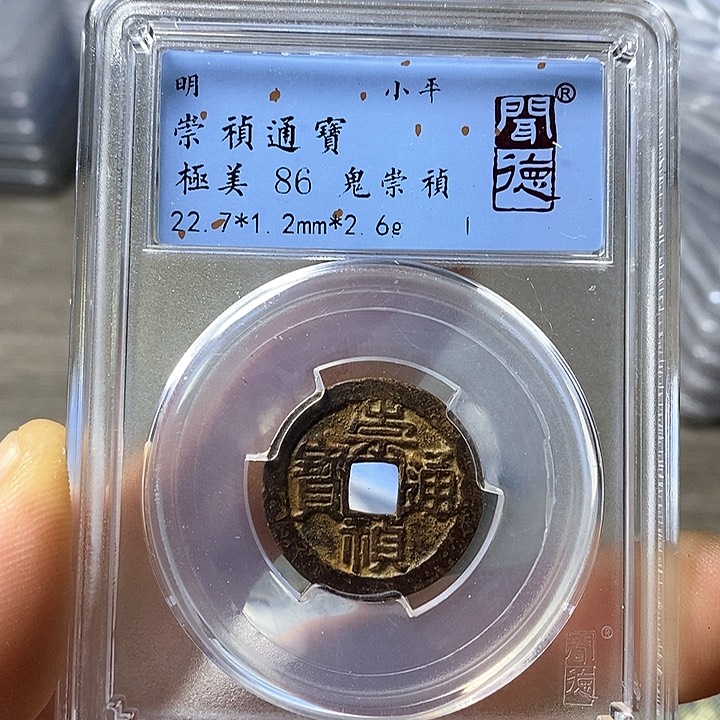 明 小平
崇禎通寶
極美 86 鬼崇禎
22.7*1.2mm*2.6g
聞德®
崇禎通寶
聞德®